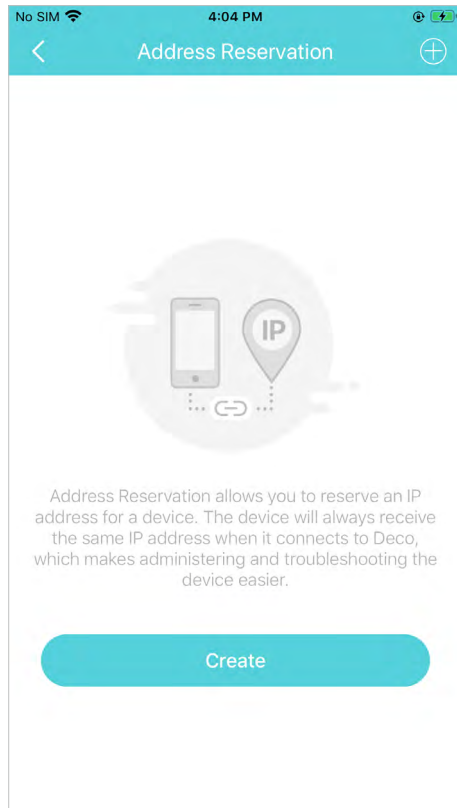 No SIM 4:04 PM
Address Reservation
IP
Address Reservation allows you to reserve an IP
address for a device. The device will always receive
the same IP address when it connects to Deco,
which makes administering and troubleshooting the
device easier.
Create